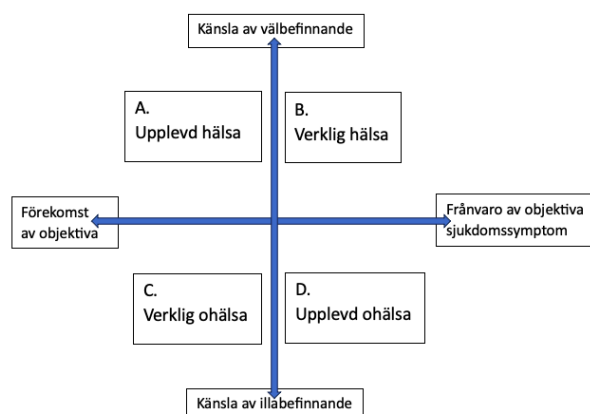 Känsla av välbefinnande
A.
Upplevd hälsa
B.
Verklig hälsa
Förekomst
av objektiva
Frånvaro av objektiva
sjukdomssymptom
C.
Verklig ohälsa
D.
Upplevd ohälsa
Känsla av illabefinnande